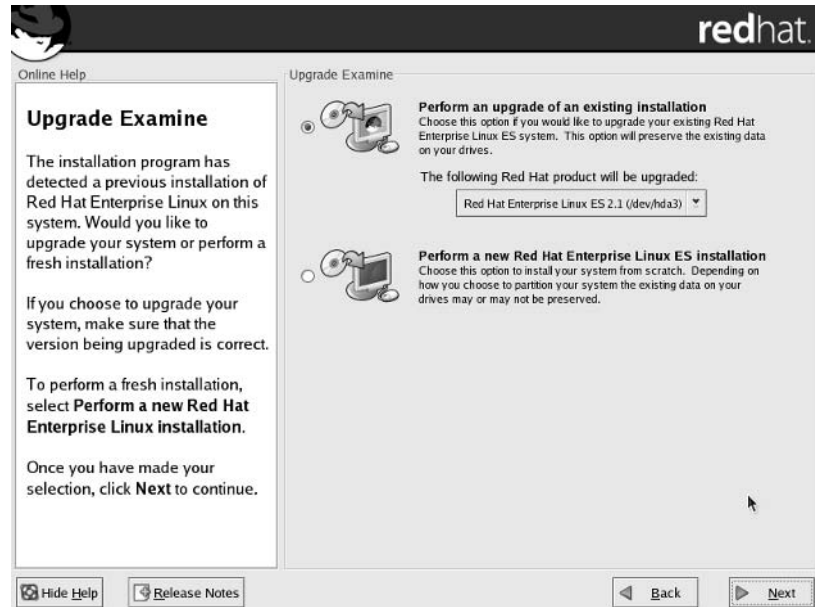 redhat.
Online Help
Upgrade Examine
The installation program has
detected a previous installation of
Red Hat Enterprise Linux on this
system. Would you like to
upgrade your system or perform a
fresh installation?
If you choose to upgrade your
system, make sure that the
version being upgraded is correct.
To perform a fresh installation,
select Perform a new Red Hat
Enterprise Linux installation.
Once you have made your
selection, click Next to continue.
Upgrade Examine
Perform an upgrade of an existing installation
Choose this option if you would like to upgrade your existing Red Hat
Enterprise Linux ES system. This option will preserve the existing data
on your drives.
The following Red Hat product will be upgraded:
Red Hat Enterprise Linux ES 2.1 (/dev/hda3)
Perform a new Red Hat Enterprise Linux ES installation
Choose this option to install your system from scratch. Depending on
how you choose to partition your system the existing data on your
drives may or may not be preserved.
Hide Help
Release Notes
Back
Next